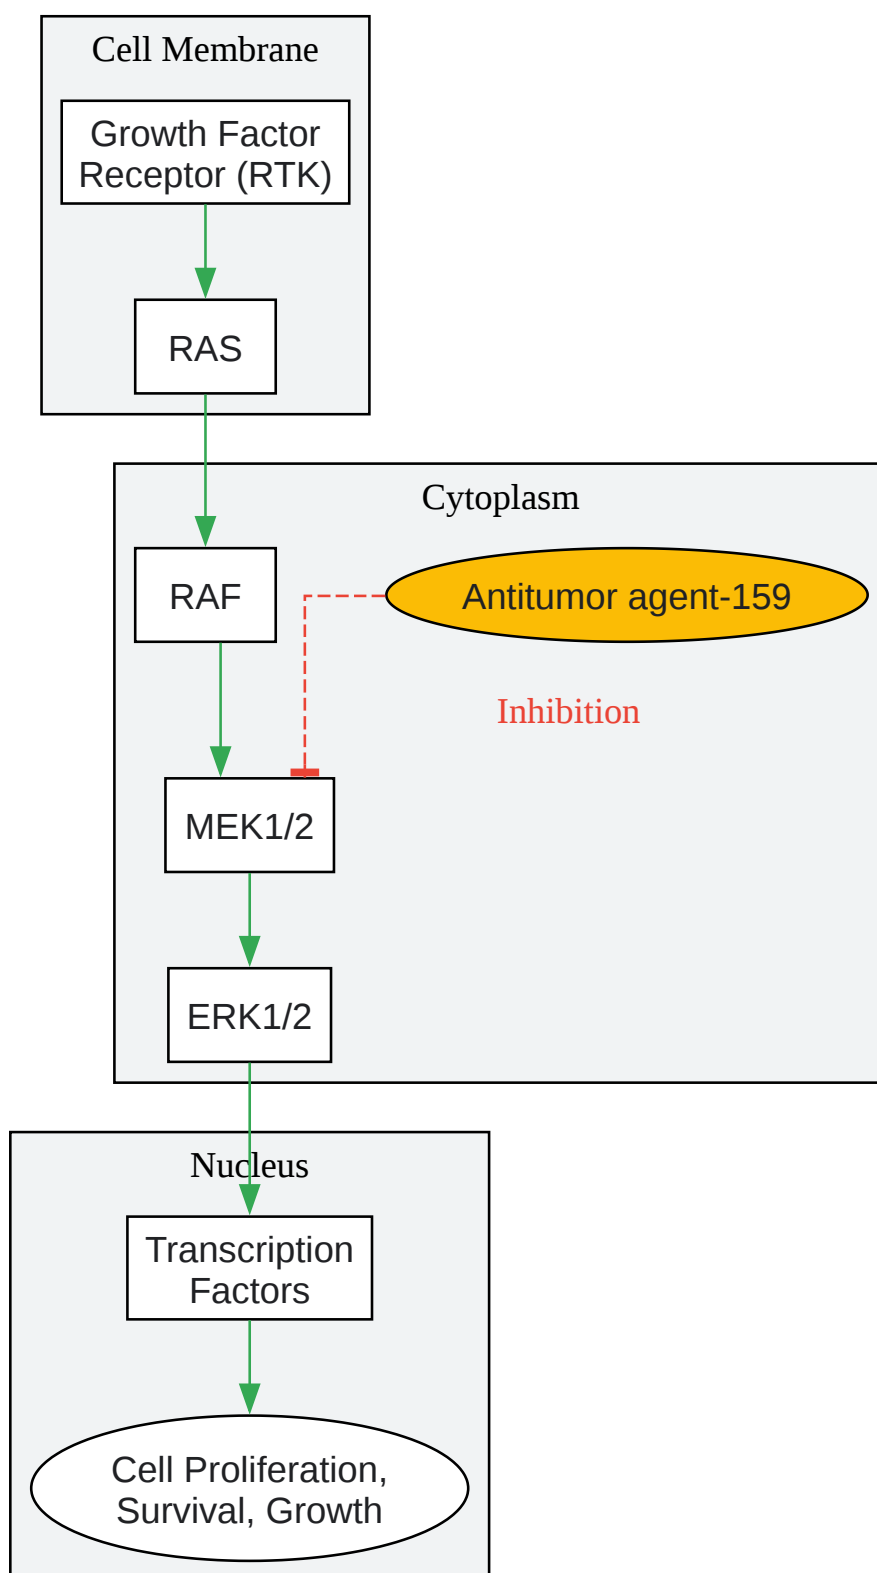 Cell Membrane
Growth Factor
Receptor (RTK)
RAS
Cytoplasm
RAF
Antitumor agent-159
Inhibition
MEK1/2
ERK1/2
Nucleus
Transcription
Factors
Cell Proliferation,
Survival, Growth